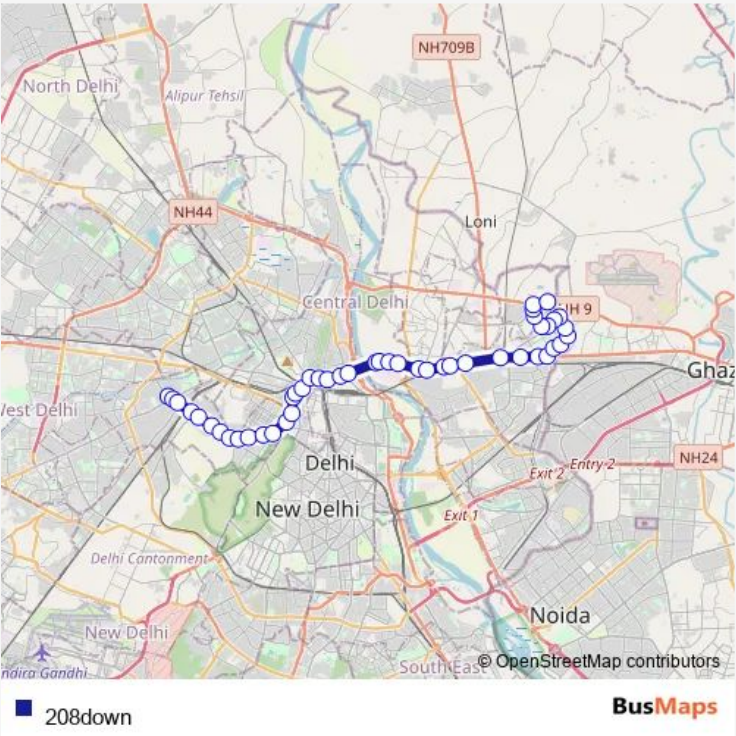 NH709B
North Delhi
Alipur Tehsil
NH44
Loni
Central Delhi
NH 9
Ghaz
West Delhi
Delhi
NH24
Entry 2
Exit 2
New Delhi
Exit 1
Delhi Cantonment
Noida
New Delhi
South East
© OpenStreetMap contributors
ndira Gandhi
208down
BusMaps